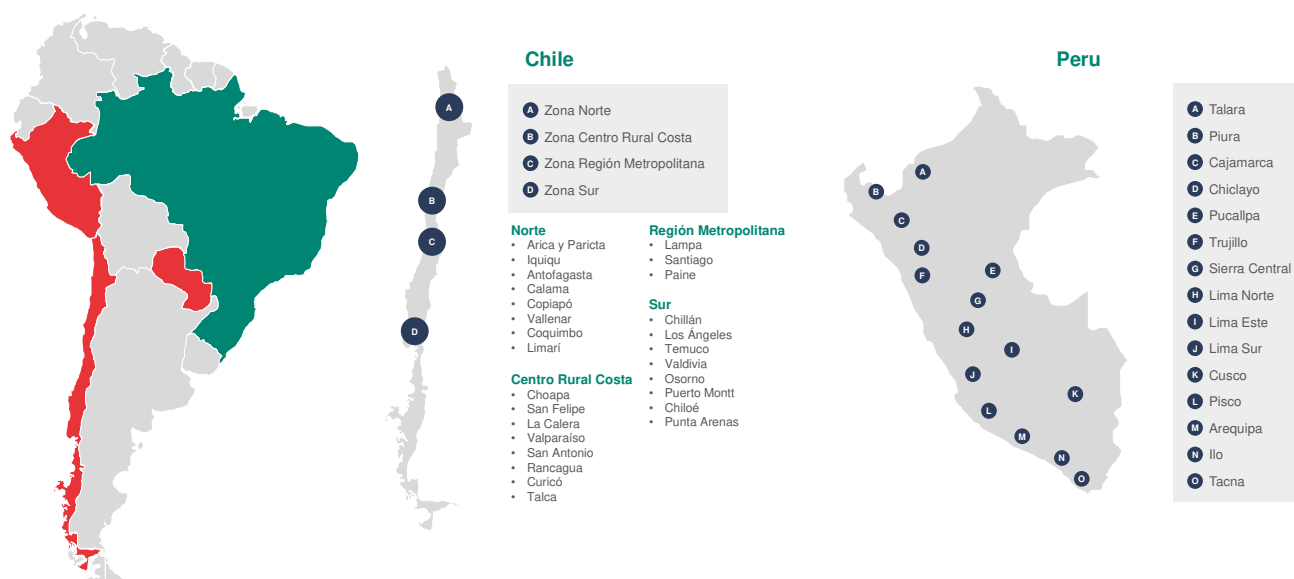 Chile
A
B
C
D
A Zona Norte
B Zona Centro Rural Costa
C Zona Región Metropolitana
D Zona Sur
Norte
• Arica y Paricta
• Iquiqu
• Antofagasta
• Calama
• Copiapó
• Vallenar
• Coquimbo
• Limarí
Centro Rural Costa
• Choapa
• San Felipe
• La Calera
• Valparaíso
• San Antonio
• Rancagua
• Curicó
• Talca
Región Metropolitana
• Lampa
• Santiago
• Paine
Sur
• Chillán
• Los Ángeles
• Temuco
• Valdivia
• Osorno
• Puerto Montt
• Chiloé
• Punta Arenas
Peru
A
B
C
D
E
F
G
H
I
J
K
L
M
N
O
A Talara
B Piura
C Cajamarca
D Chiclayo
E Pucallpa
F Trujillo
G Sierra Central
H Lima Norte
I Lima Este
J Lima Sur
K Cusco
L Pisco
M Arequipa
N Ilo
O Tacna